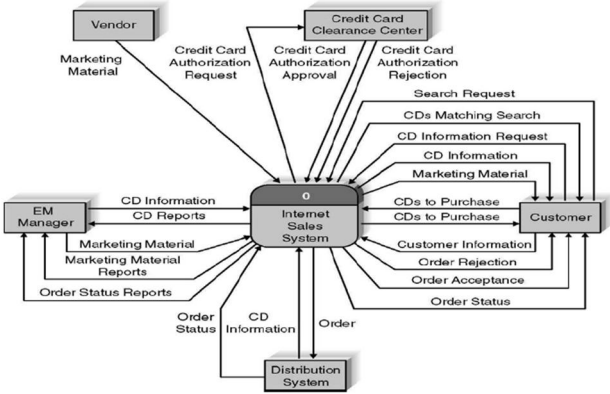 Vendor
Credit Card
Clearance Center
Marketing
Material
Credit Card
Authorization
Request
Credit Card
Authorization
Approval
Credit Card
Authorization
Rejection
Search Request
CDs Matching Search
CD Information Request
CD Information
Marketing Material
0
Internet
Sales
System
EM
Manager
CD Information
CD Reports
Marketing Material
Marketing Material
Reports
Order Status Reports
CDs to Purchase
CDs to Purchase
Customer
Customer Information
Order Rejection
Order Acceptance
Order Status
Order
Status
CD
Information
Order
Distribution
System